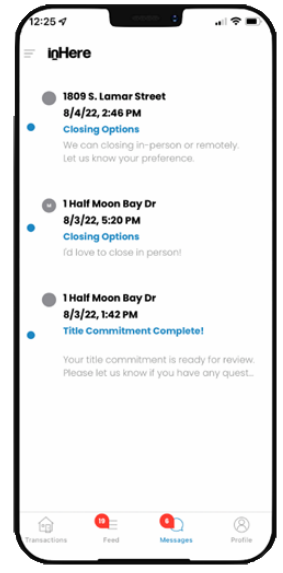 12:25
inHere
1809 S. Lamar Street
8/4/22, 2:46 PM
Closing Options
We can closing in-person or remotely.
Let us know your preference.
M
1 Half Moon Bay Dr
8/3/22, 5:20 PM
Closing Options
I'd love to close in person!
1 Half Moon Bay Dr
8/3/22, 1:42 PM
Title Commitment Complete!
Your title commitment is ready for review.
Please let us know if you have any quest...
19 6
Transactions Feed Messages Profile